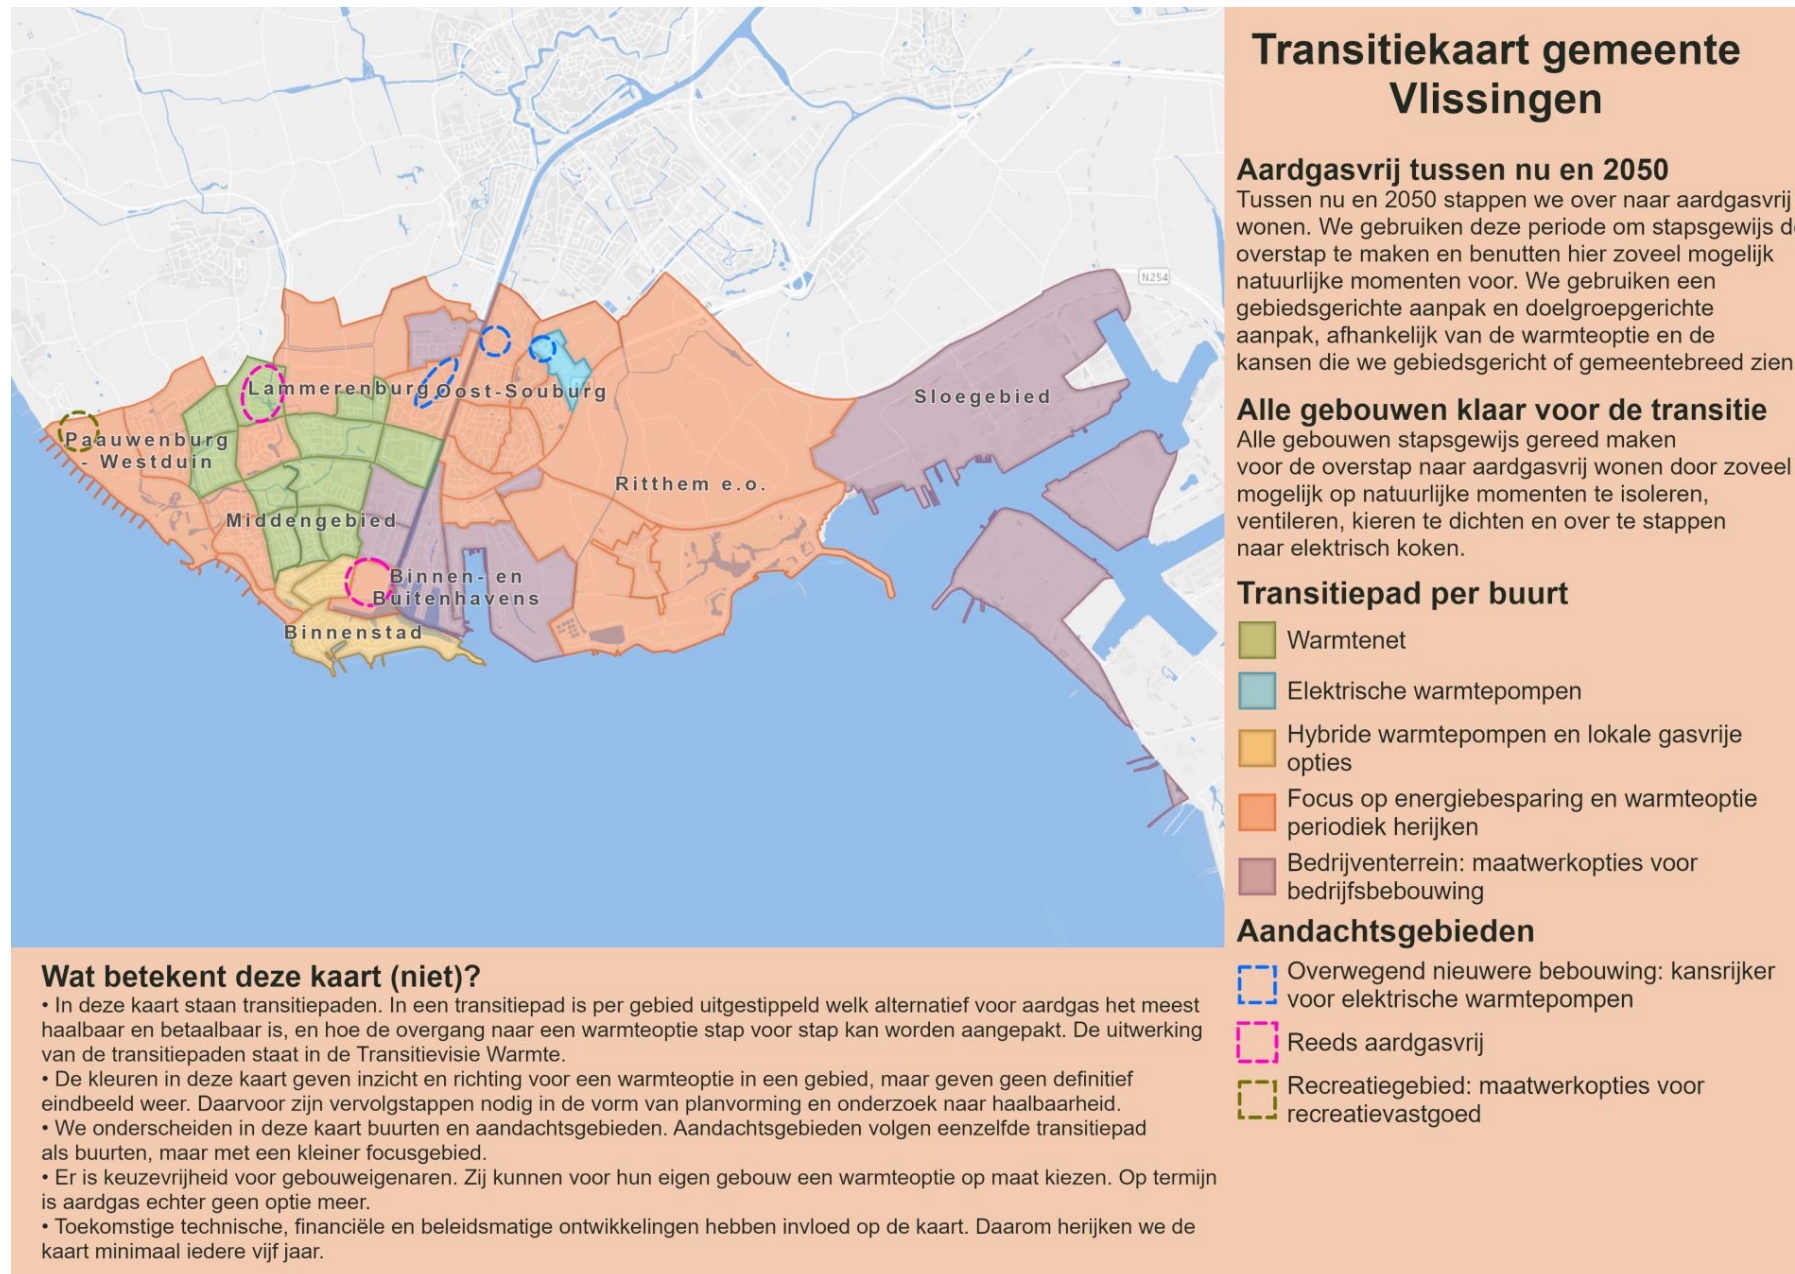 Transitiekaart gemeente
Vlissingen
Aardgasvrij tussen nu en 2050
Tussen nu en 2050 stappen we over naar aardgasvrij
wonen. We gebruiken deze periode om stapsgewijs de
overstap te maken en benutten hier zoveel mogelijk
natuurlijke momenten voor. We gebruiken een
gebiedsgerichte aanpak en doelgroepgerichte
aanpak, afhankelijk van de warmteoptie en de
kansen die we gebiedsgericht of gemeentebreed zien
Alle gebouwen klaar voor de transitie
Alle gebouwen stapsgewijs gereed maken
voor de overstap naar aardgasvrij wonen door zoveel
mogelijk op natuurlijke momenten te isoleren,
ventileren, kieren te dichten en over te stappen
naar elektrisch koken.
Transitiepad per buurt
Warmtenet
Elektrische warmtepompen
Hybride warmtepompen en lokale gasvrije
opties
Focus op energiebesparing en warmteoptie
periodiek herijken
Bedrijventerrein: maatwerkopties voor
bedrijfsbebouwing
Aandachtsgebieden
Overwegend nieuwere bebouwing: kansrijker
voor elektrische warmtepompen
Reeds aardgasvrij
Recreatiegebied: maatwerkopties voor
recreatievastgoed
N254
Lammerenburg
Oost-Souburg
Sloegebied
Paauwenburg
- Westduin
Ritthem e.o.
Middengebied
Binnen- en
Buitenhavens
Binnenstad
Wat betekent deze kaart (niet)?
• In deze kaart staan transitiepaden. In een transitiepad is per gebied uitgestippeld welk alternatief voor aardgas het meest
haalbaar en betaalbaar is, en hoe de overgang naar een warmteoptie stap voor stap kan worden aangepakt. De uitwerking
van de transitiepaden staat in de Transitievisie Warmte.
• De kleuren in deze kaart geven inzicht en richting voor een warmteoptie in een gebied, maar geven geen definitief
eindbeeld weer. Daarvoor zijn vervolgstappen nodig in de vorm van planvorming en onderzoek naar haalbaarheid.
• We onderscheiden in deze kaart buurten en aandachtsgebieden. Aandachtsgebieden volgen eenzelfde transitiepad
als buurten, maar met een kleiner focusgebied.
• Er is keuzevrijheid voor gebouweigenaren. Zij kunnen voor hun eigen gebouw een warmteoptie op maat kiezen. Op termijn
is aardgas echter geen optie meer.
• Toekomstige technische, financiële en beleidsmatige ontwikkelingen hebben invloed op de kaart. Daarom herijken we de
kaart minimaal iedere vijf jaar.